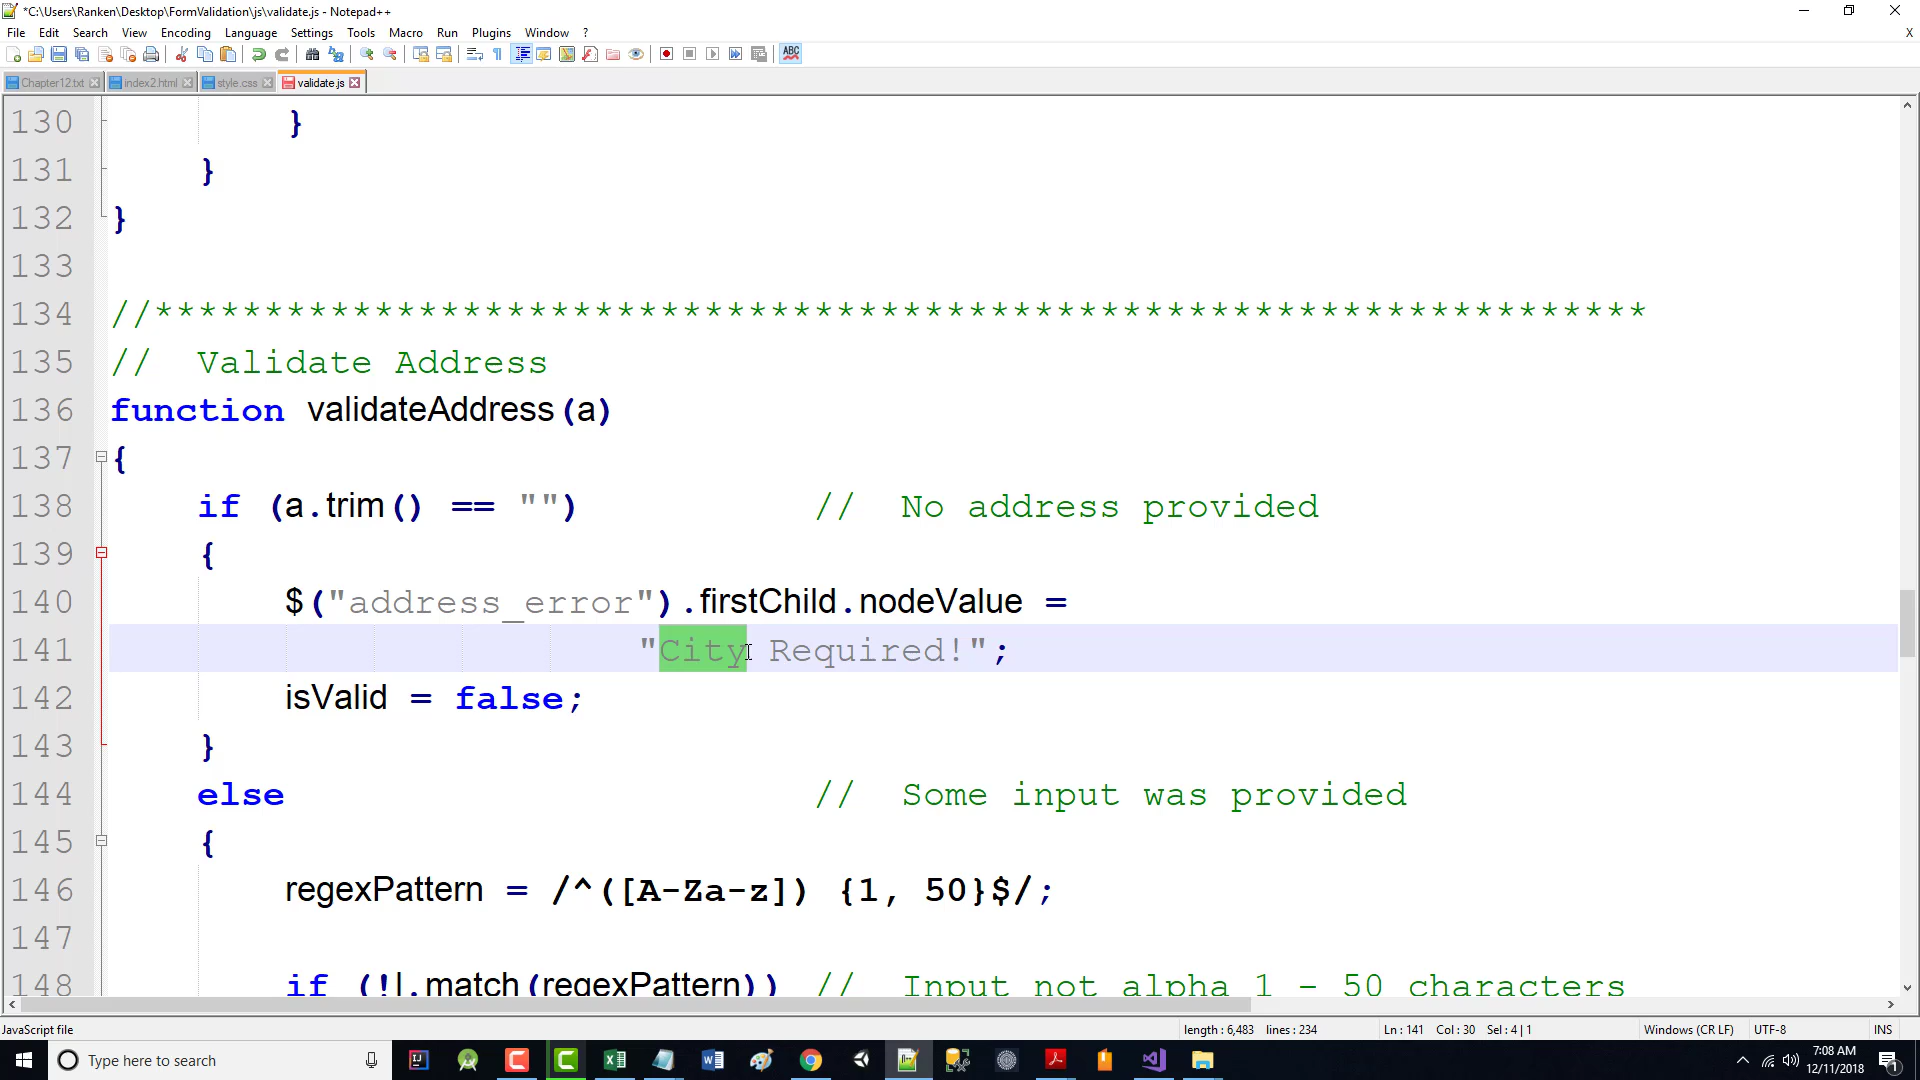 *C:\Users\Ranken\Desktop\FormValidation\js\validate.js - Notepad++
File Edit Search View Encoding Language Settings Tools Macro Run Plugins Window ? X
Chapter12.txt index2.html style.css validate.js
130 }
131 }
132 }
133
134 //********************************************************************
135 // Validate Address
136 function validateAddress(a)
137 {
138 if (a.trim() == "") // No address provided
139 {
140 $("address_error").firstChild.nodeValue =
141 "City Required!";
142 isValid = false;
143 }
144 else // Some input was provided
145 {
146 regexPattern = /^([A-Za-z]) {1, 50}$/;
147
148 if (!l.match(regexPattern)) // Input not alpha 1 - 50 characters
JavaScript file length : 6,483 lines : 234 Ln : 141 Col : 30 Sel : 4 | 1 Windows (CR LF) UTF-8 INS
Type here to search
7:08 AM
12/11/2018